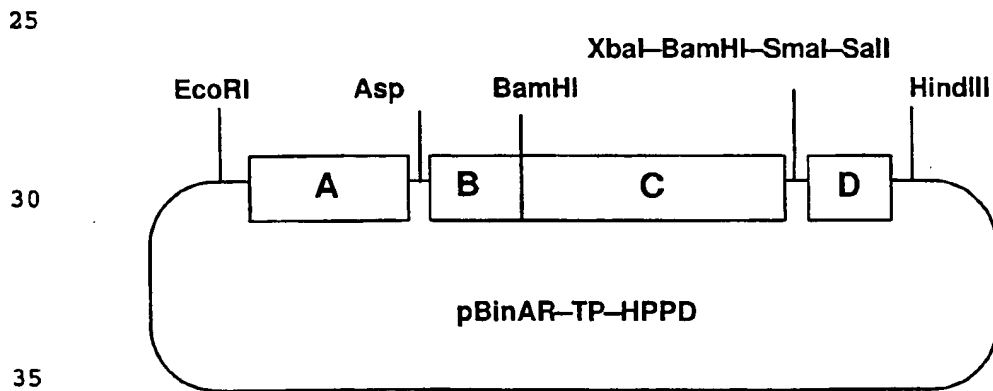 25
XbaI–BamHI–SmaI–SalI
EcoRI Asp BamHI HindIII
30 A B C D
pBinAR–TP–HPPD
35